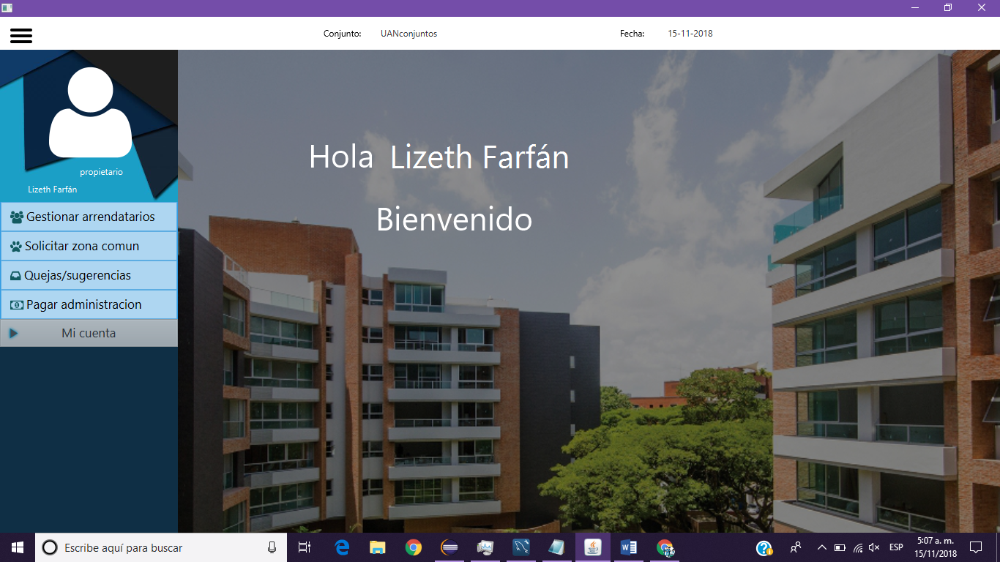 Conjunto: UANconjuntos Fecha: 15-11-2018
propietario
Lizeth Farfán
Gestionar arrendatarios
Solicitar zona comun
Quejas/sugerencias
Pagar administracion
Mi cuenta
Hola Lizeth Farfán
Bienvenido
Escribe aquí para buscar
ESP
5:07 a. m.
15/11/2018